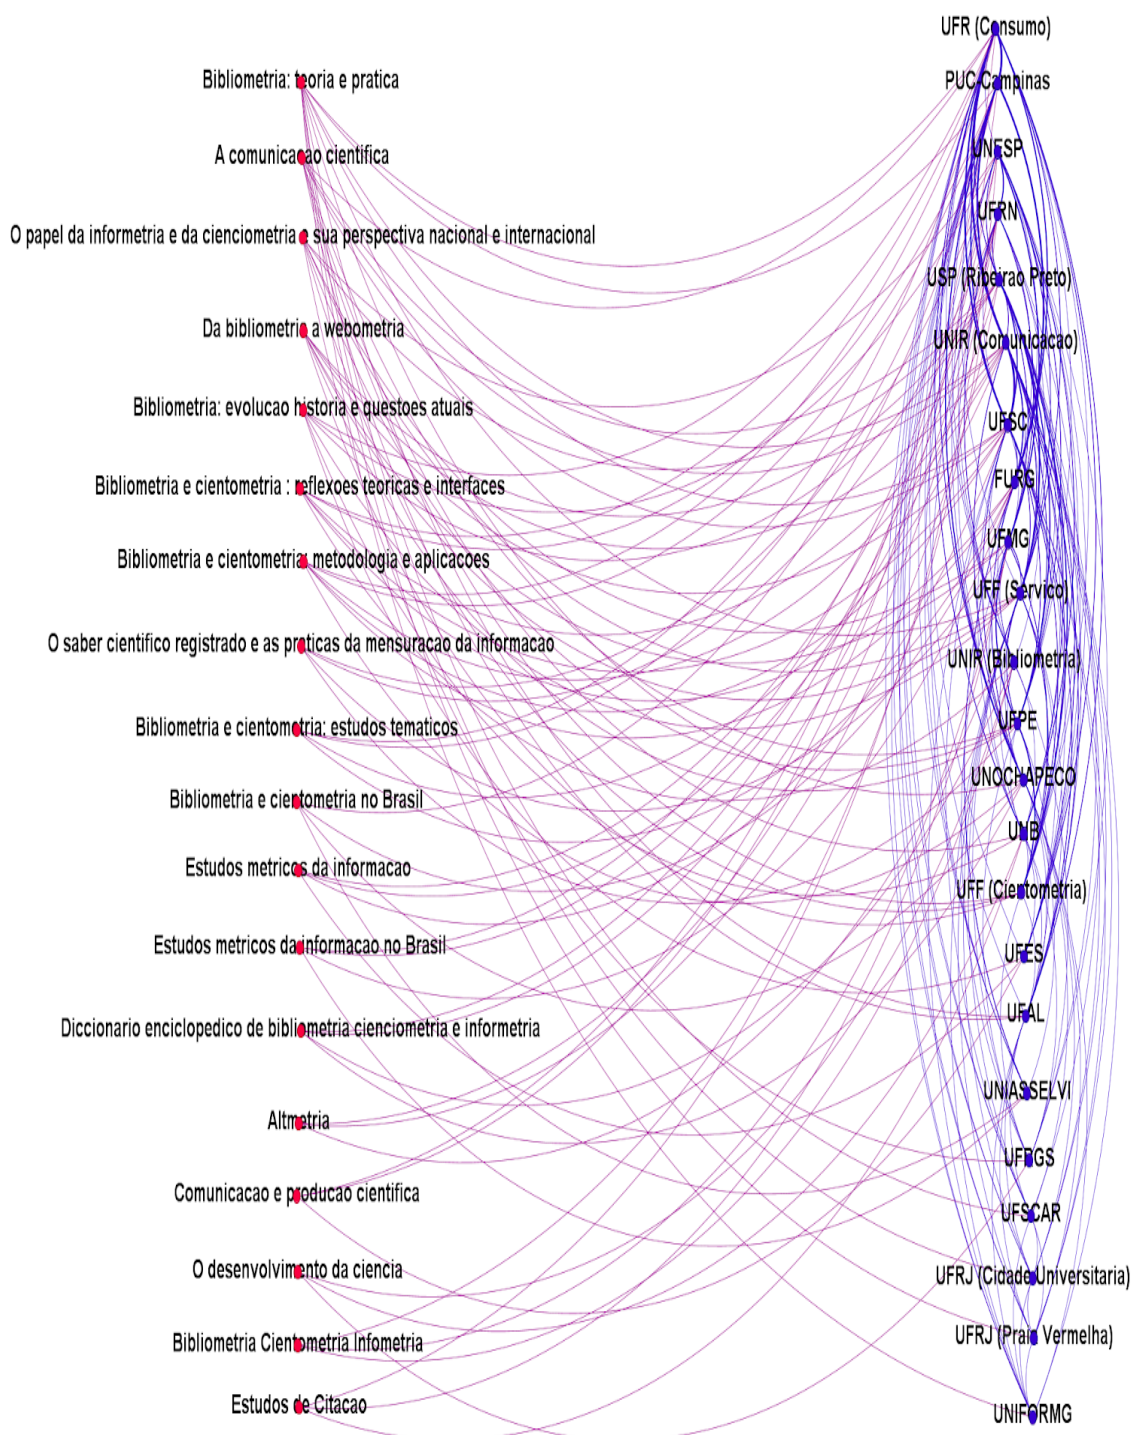 Bibliometria: teoria e pratica
A comunicacao cientifica
O papel da informetria e da cienciometria e sua perspectiva nacional e internacional
Da bibliometria a webometria
Bibliometria: evolucao historia e questoes atuais
Bibliometria e cientometria : reflexoes teoricas e interfaces
Bibliometria e cientometria: metodologia e aplicacoes
O saber cientifico registrado e as praticas da mensuracao da informacao
Bibliometria e cientometria: estudos tematicos
Bibliometria e cientometria no Brasil
Estudos metricos da informacao
Estudos metricos da informacao no Brasil
Diccionario enciclopedico de bibliometria cienciometria e informetria
Altmetria
Comunicacao e producao cientifica
O desenvolvimento da ciencia
Bibliometria Cientometria Infometria
Estudos de Citacao
UFR (Consumo)
PUC Campinas
UNESP
UFRN
USP (Ribeirao Preto)
UNIR (Comunicacao)
UFSC
FURG
UFMG
UFF (Servico)
UNIR (Bibliometria)
UFPE
UNOCHAPECO
UNB
UFF (Cientometria)
UFES
UFAL
UNIASSELVI
UFRGS
UFSCAR
UFRJ (Cidade Universitaria)
UFRJ (Praia Vermelha)
UNIFORMG